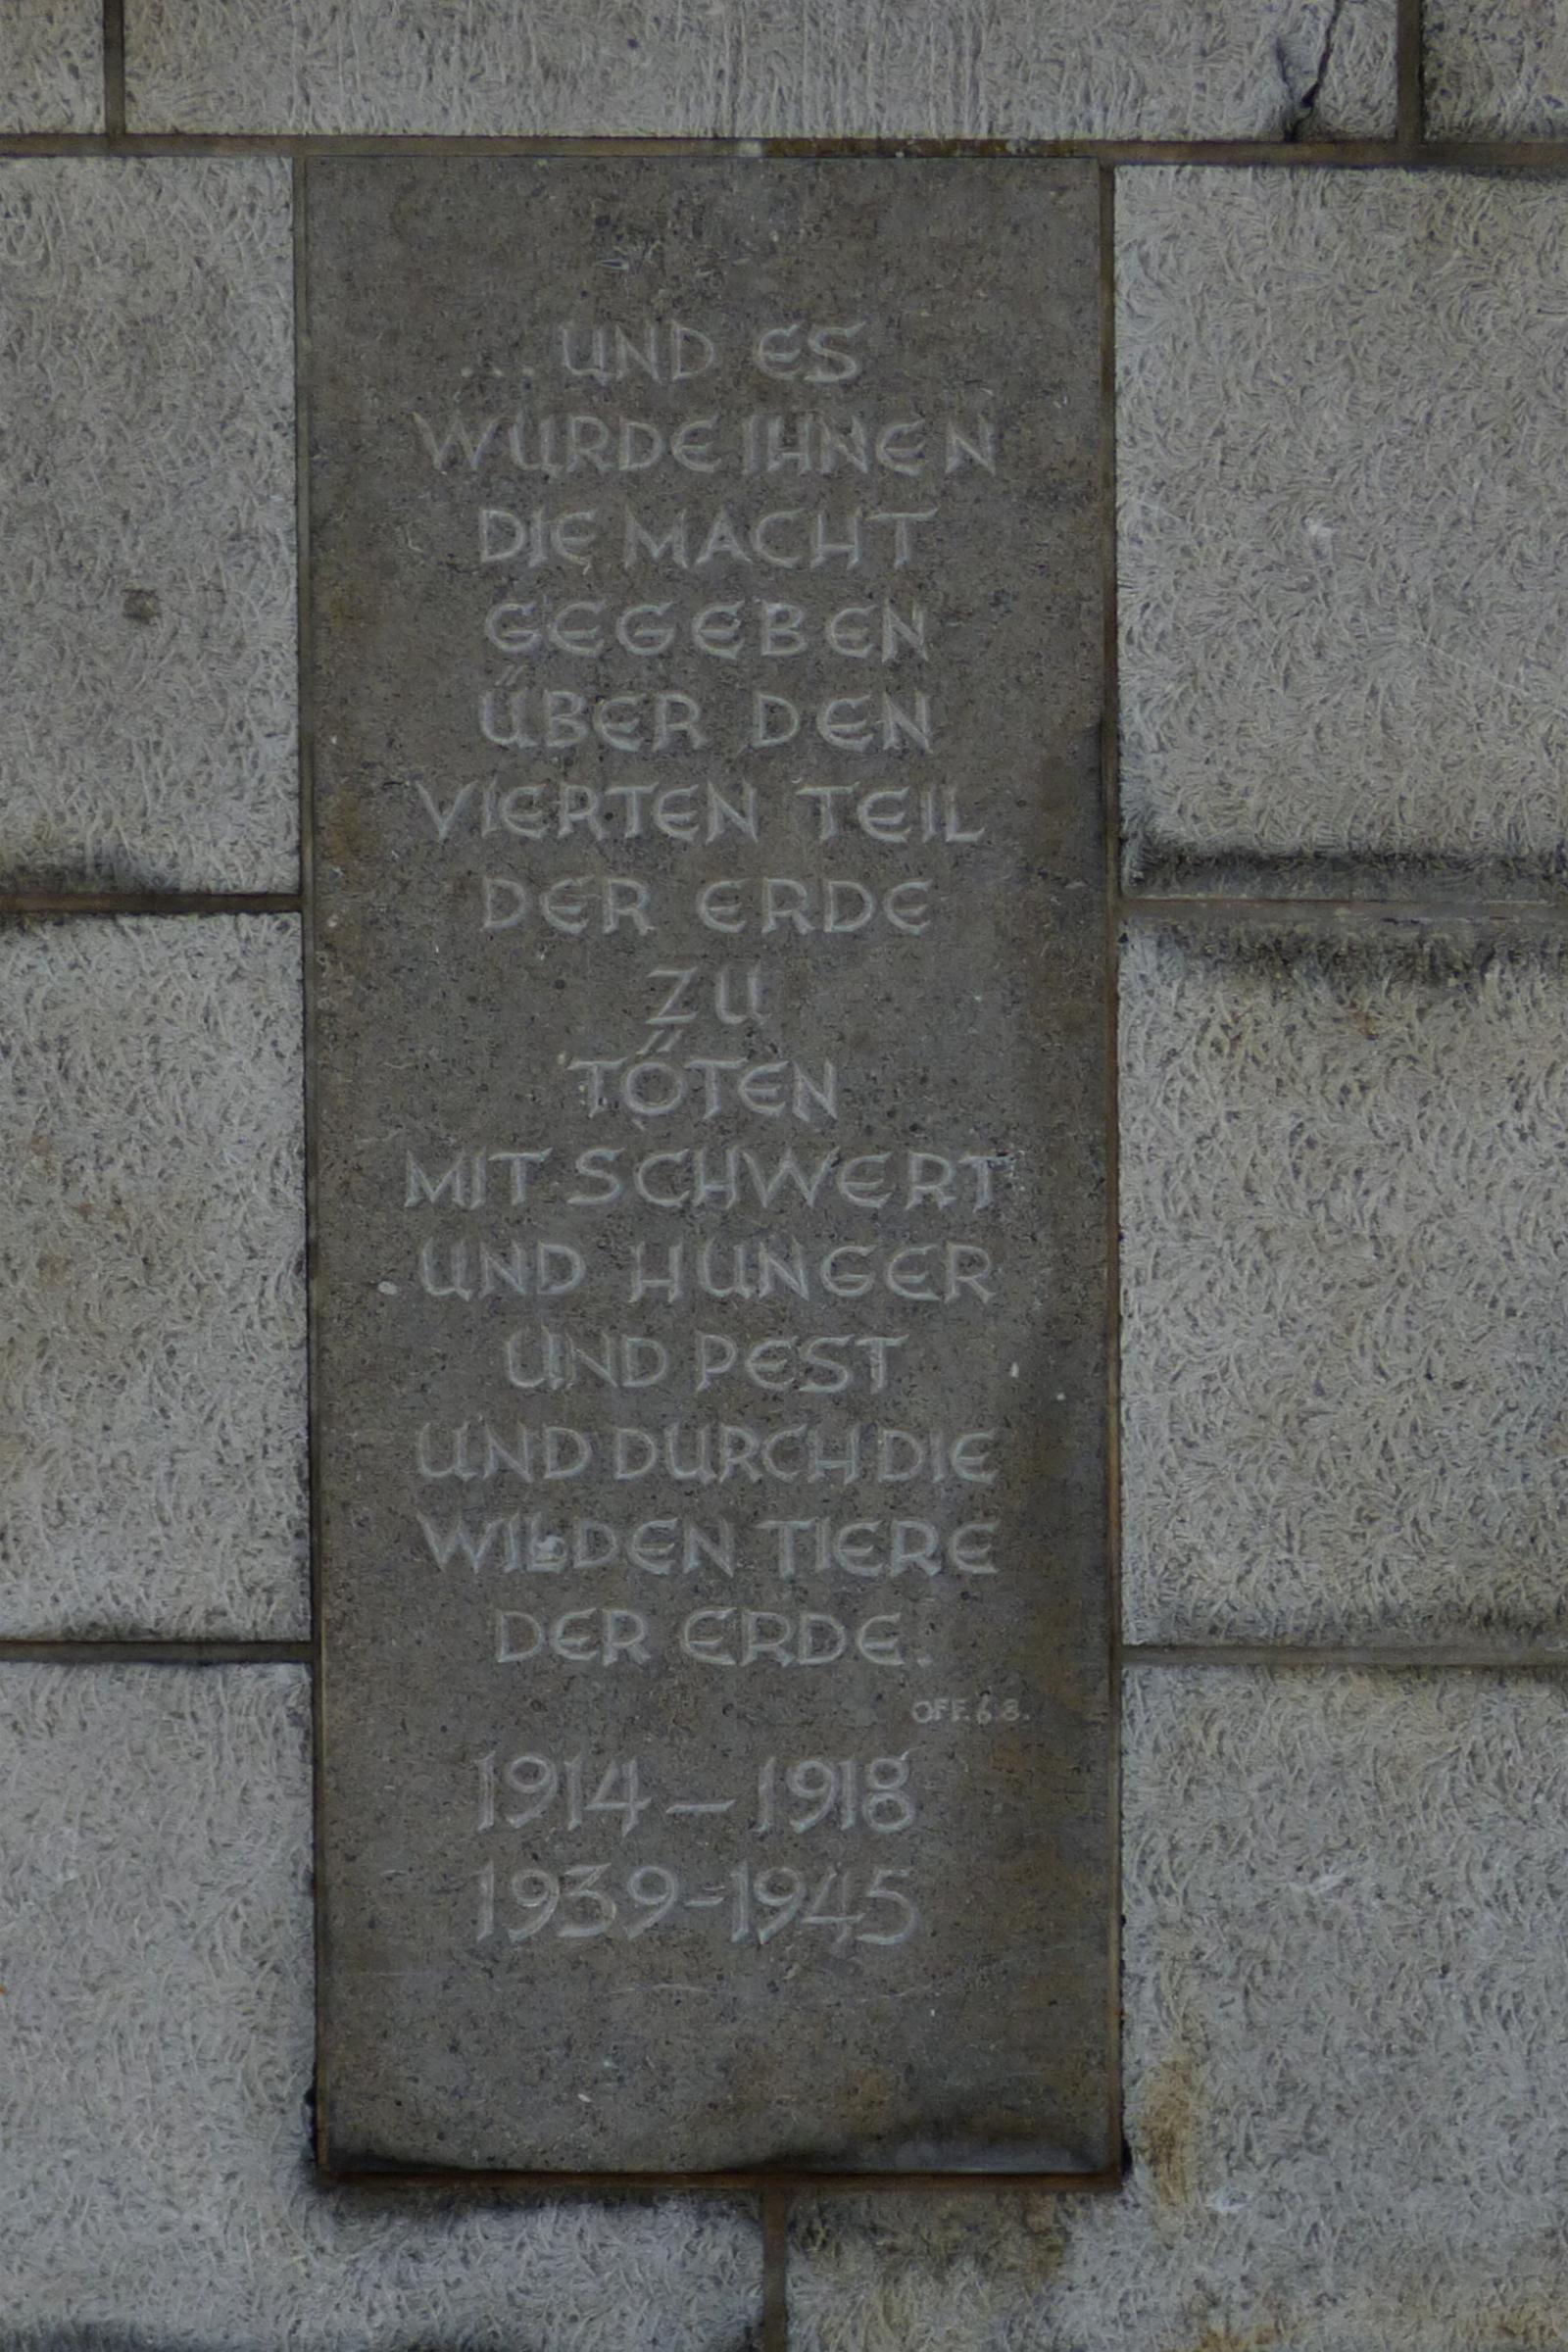 ... UND ES
WURDE IHNEN
DIE MACHT
GEGEBEN
ÜBER DEN
VIERTEN TEIL
DER ERDE
ZU
TÖTEN
MIT SCHWERT
UND HUNGER
UND PEST
UND DURCH DIE
WILDEN TIERE
DER ERDE.
OFF. 6.8.
1914 – 1918
1939-1945